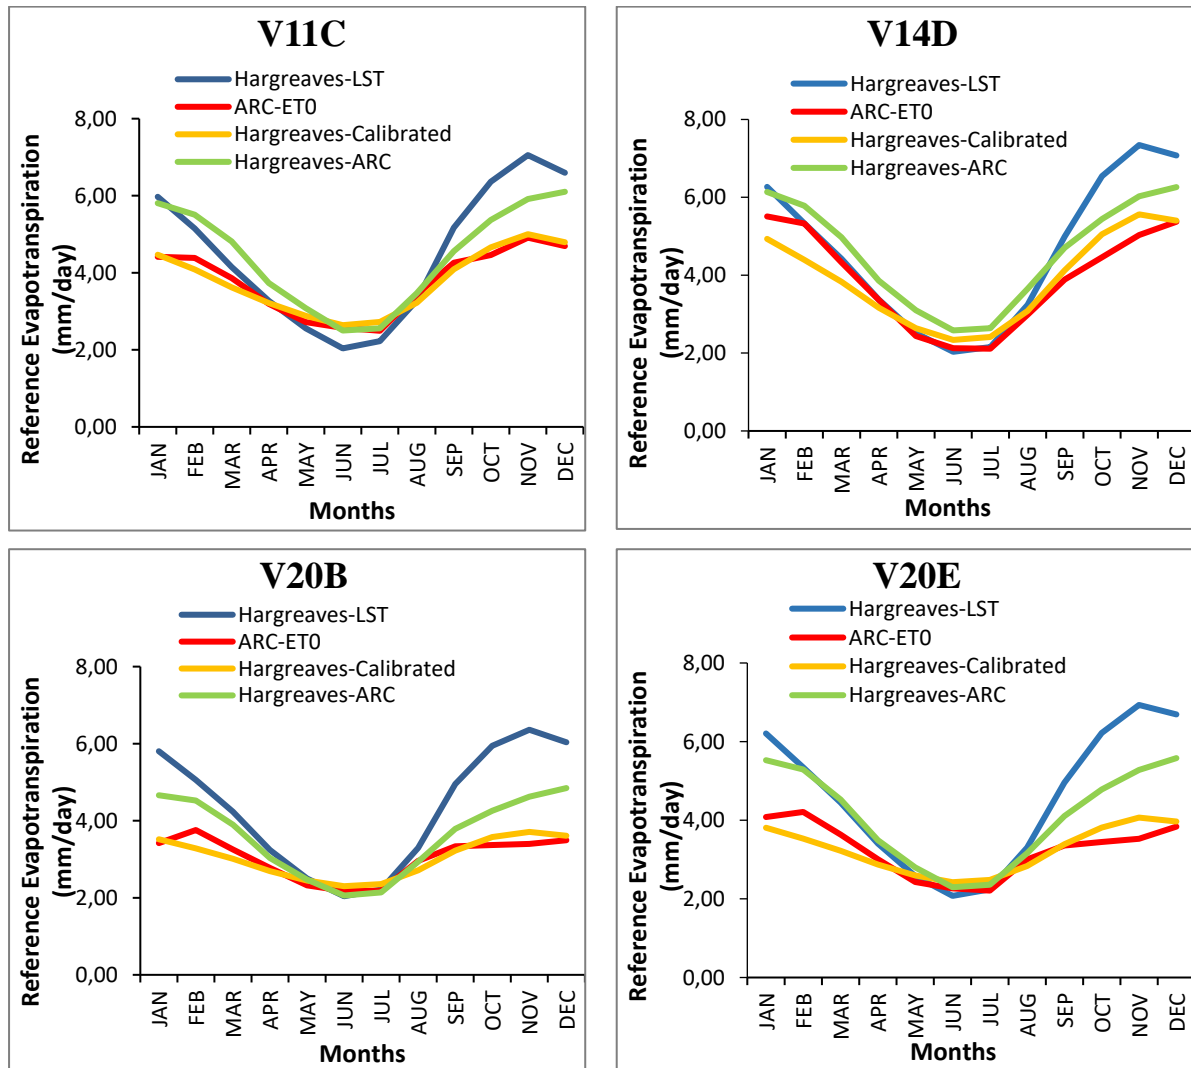 V11C
Hargreaves-LST
ARC-ET0
Hargreaves-Calibrated
Hargreaves-ARC
Reference Evapotranspiration
(mm/day)
8,00
6,00
4,00
2,00
0,00
JAN
FEB
MAR
APR
MAY
JUN
JUL
AUG
SEP
OCT
NOV
DEC
Months
V14D
Hargreaves-LST
ARC-ET0
Hargreaves-Calibrated
Hargreaves-ARC
Reference Evapotranspiration
(mm/day)
8,00
6,00
4,00
2,00
0,00
JAN
FEB
MAR
APR
MAY
JUN
JUL
AUG
SEP
OCT
NOV
DEC
Months
V20B
Hargreaves-LST
ARC-ET0
Hargreaves-Calibrated
Hargreaves-ARC
Reference Evapotranspiration
(mm/day)
8,00
6,00
4,00
2,00
0,00
JAN
FEB
MAR
APR
MAY
JUN
JUL
AUG
SEP
OCT
NOV
DEC
Months
V20E
Hargreaves-LST
ARC-ET0
Hargreaves-Calibrated
Hargreaves-ARC
Reference Evapotranspiration
(mm/day)
8,00
6,00
4,00
2,00
0,00
JAN
FEB
MAR
APR
MAY
JUN
JUL
AUG
SEP
OCT
NOV
DEC
Months